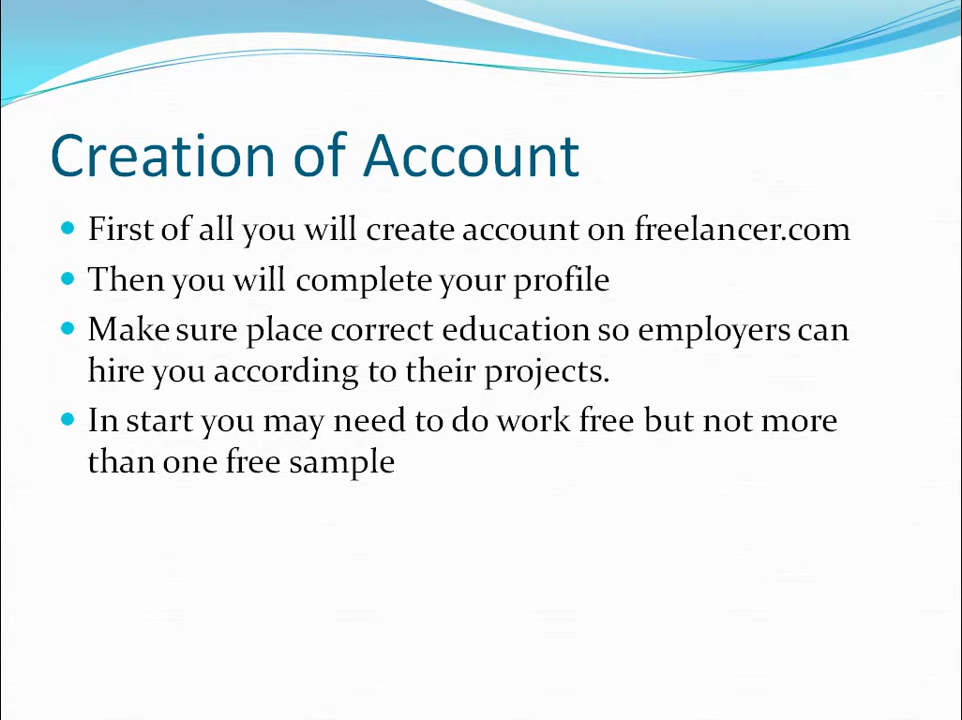 Creation of Account
First of all you will create account on freelancer.com
Then you will complete your profile
Make sure place correct education so employers can
hire you according to their projects.
In start you may need to do work free but not more
than one free sample